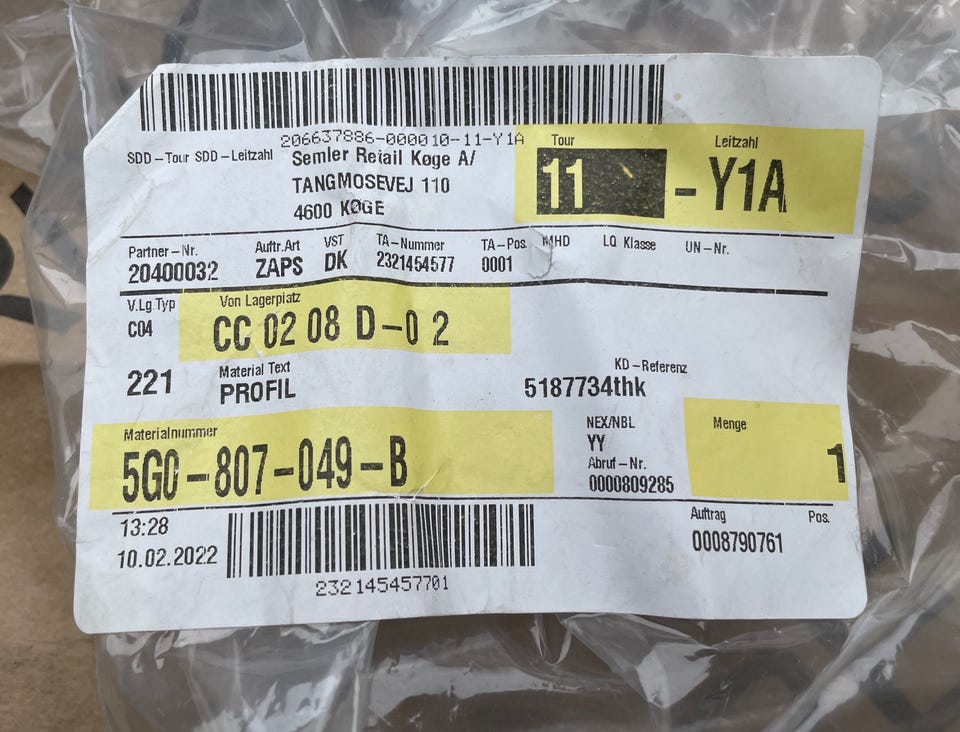 206637886-000010-11-Y1A
SDD-Tour SDD-Leitzahl Semler Retail Køge A/
TANGMOSEVEJ 110
4600 KØGE
Tour Leitzahl
11 - Y1A
Partner-Nr. Auftr.Art VST TA-Nummer TA-Pos. MHD LQ Klasse UN-Nr.
20400032 ZAPS DK 2321454577 0001
V.Lg Typ Von Lagerplatz
C04 CC 02 08 D-0 2
Material Text KD-Referenz
221 PROFIL 5187734thk
Materialnummer NEX/NBL Menge
5G0-807-049-B YY 1
Abruf-Nr.
0000809285
13:28 Auftrag Pos.
10.02.2022 0008790761
232145457701